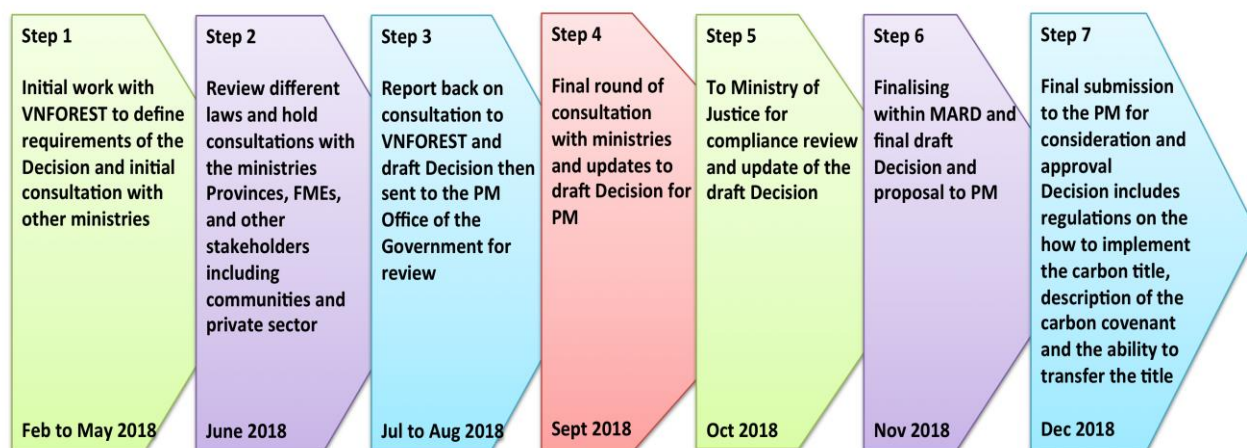 Step 1
Initial work with
VNFOREST to define
requirements of the
Decision and initial
consultation with
other ministries
Feb to May 2018
Step 2
Review different
laws and hold
consultations with
the ministries
Provinces, FMEs,
and other
stakeholders
including
communities and
private sector
June 2018
Step 3
Report back on
consultation to
VNFOREST and
draft Decision then
sent to the PM
Office of the
Government for
review
Jul to Aug 2018
Step 4
Final round of
consultation
with ministries
and updates to
draft Decision for
PM
Sept 2018
Step 5
To Ministry of
Justice for
compliance review
and update of the
draft Decision
Oct 2018
Step 6
Finalising
within MARD and
final draft
Decision and
proposal to PM
Nov 2018
Step 7
Final submission
to the PM for
consideration and
approval
Decision includes
regulations on the
how to implement
the carbon title,
description of the
carbon covenant
and the ability to
transfer the title
Dec 2018